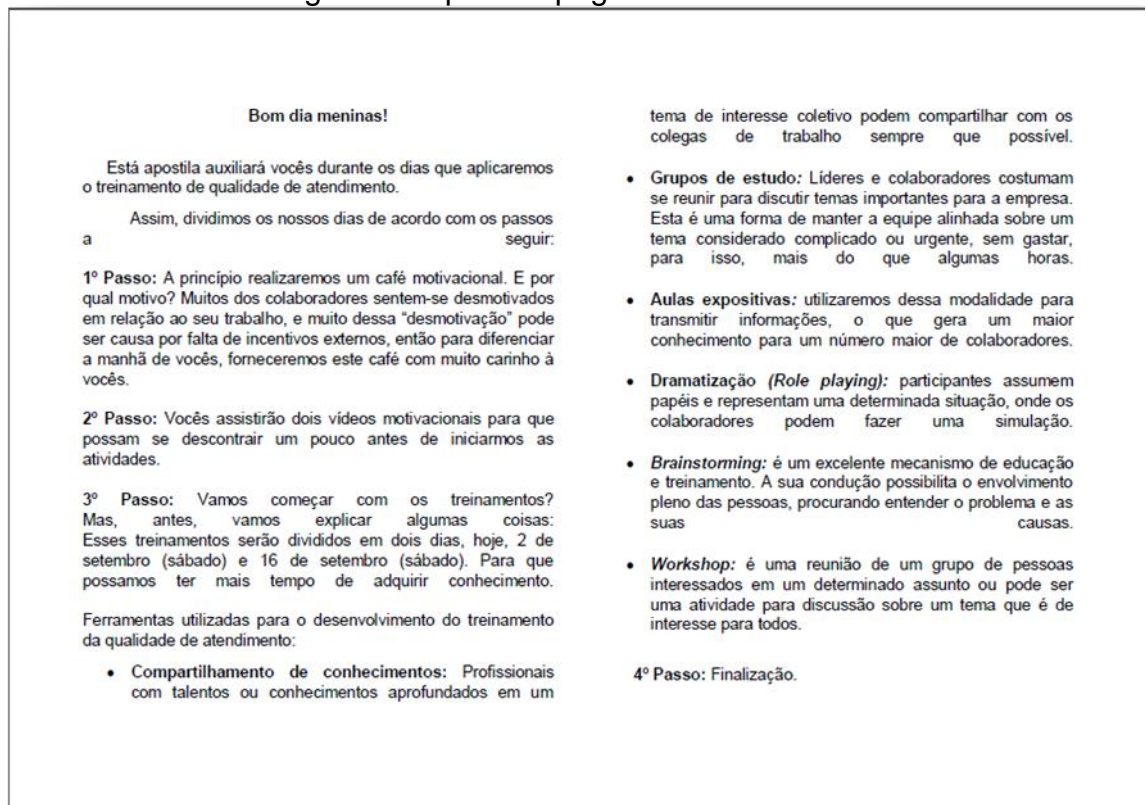 Bom dia meninas!
Está apostila auxiliará vocês durante os dias que aplicaremos
o treinamento de qualidade de atendimento.
Assim, dividimos os nossos dias de acordo com os passos
a seguir:
1º Passo: A princípio realizaremos um café motivacional. E por
qual motivo? Muitos dos colaboradores sentem-se desmotivados
em relação ao seu trabalho, e muito dessa “desmotivação” pode
ser causa por falta de incentivos externos, então para diferenciar
a manhã de vocês, forneceremos este café com muito carinho à
vocês.
2º Passo: Vocês assistirão dois vídeos motivacionais para que
possam se descontrair um pouco antes de iniciarmos as
atividades.
3º Passo: Vamos começar com os treinamentos?
Mas, antes, vamos explicar algumas coisas:
Esses treinamentos serão divididos em dois dias, hoje, 2 de
setembro (sábado) e 16 de setembro (sábado). Para que
possamos ter mais tempo de adquirir conhecimento.
Ferramentas utilizadas para o desenvolvimento do treinamento
da qualidade de atendimento:
• Compartilhamento de conhecimentos: Profissionais
com talentos ou conhecimentos aprofundados em um
tema de interesse coletivo podem compartilhar com os
colegas de trabalho sempre que possível.
• Grupos de estudo: Líderes e colaboradores costumam
se reunir para discutir temas importantes para a empresa.
Esta é uma forma de manter a equipe alinhada sobre um
tema considerado complicado ou urgente, sem gastar,
para isso, mais do que algumas horas.
• Aulas expositivas: utilizaremos dessa modalidade para
transmitir informações, o que gera um maior
conhecimento para um número maior de colaboradores.
• Dramatização (Role playing): participantes assumem
papéis e representam uma determinada situação, onde os
colaboradores podem fazer uma simulação.
• Brainstorming: é um excelente mecanismo de educação
e treinamento. A sua condução possibilita o envolvimento
pleno das pessoas, procurando entender o problema e as
suas causas.
• Workshop: é uma reunião de um grupo de pessoas
interessados em um determinado assunto ou pode ser
uma atividade para discussão sobre um tema que é de
interesse para todos.
4º Passo: Finalização.